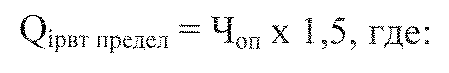 Qiрвт предел = Чоп х 1,5, где: